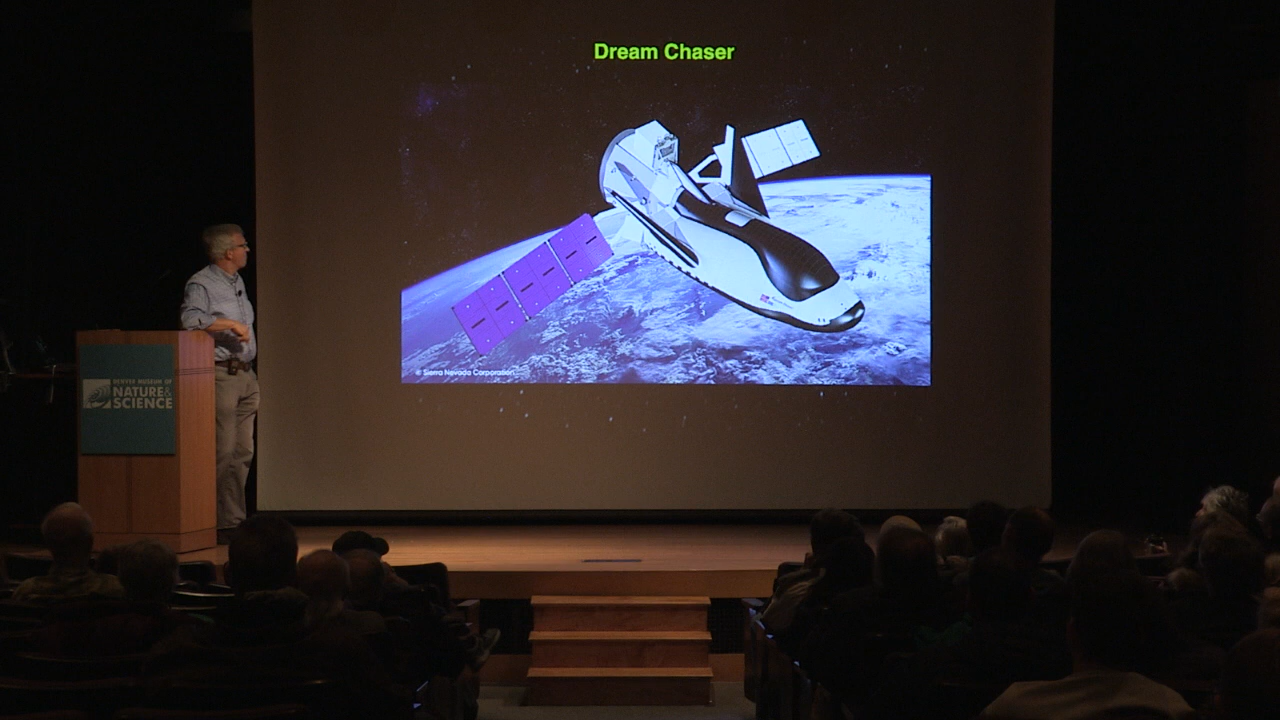 Dream Chaser
© Sierra Nevada Corporation
DENVER MUSEUM OF
NATURE &
SCIENCE